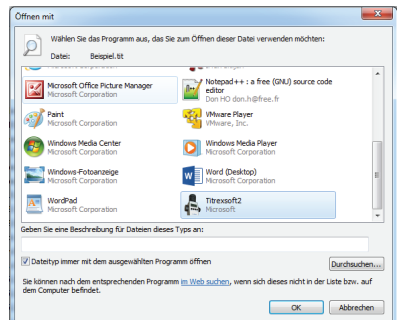 Öffnen mit
Wählen Sie das Programm aus, das Sie zum Öffnen dieser Datei verwenden möchten:
Datei: Beispiel.tit
Microsoft Office Picture Manager
Microsoft Corporation
Notepad++ : a free (GNU) source code
editor
Don HO don.h@free.fr
Paint
Microsoft Corporation
VMware Player
VMware, Inc.
Windows Media Center
Microsoft Corporation
Windows Media Player
Microsoft Corporation
Windows-Fotoanzeige
Microsoft Corporation
Word (Desktop)
Microsoft Corporation
WordPad
Microsoft Corporation
Titrexsoft2
Microsoft
Geben Sie eine Beschreibung für Dateien dieses Typs an:
Dateityp immer mit dem ausgewählten Programm öffnen
Durchsuchen...
Sie können nach dem entsprechenden Programm im Web suchen, wenn sich dieses nicht in der Liste bzw. auf
dem Computer befindet.
OK
Abbrechen